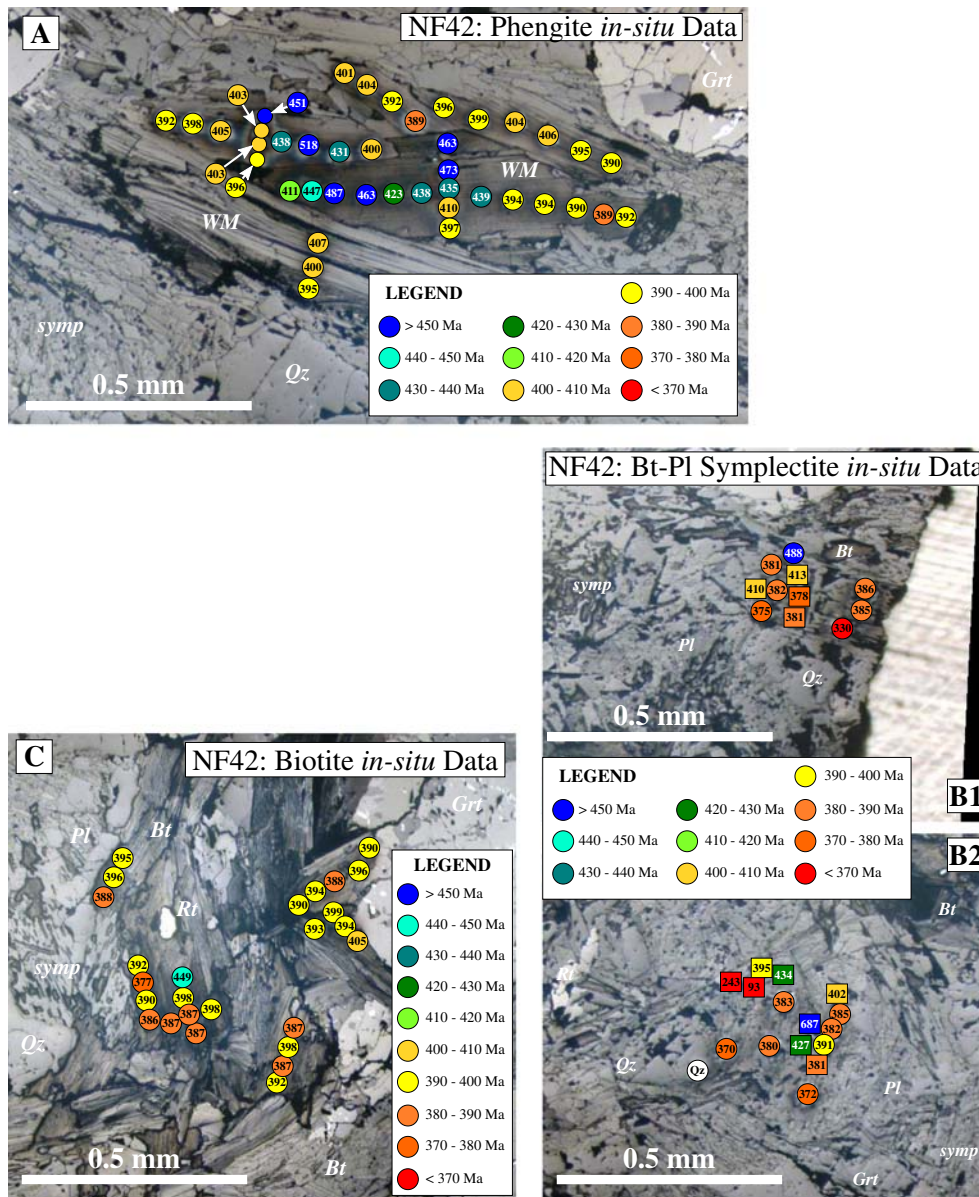 A
NF42: Phengite in-situ Data
Grt
401
404
403
451
392
396
392
398
405
389
399
404
406
438
518
431
400
463
395
390
WM
403
396
473
411
447
487
463
423
438
435
439
394
394
390
389
392
410
397
WM
407
400
395
LEGEND
390 - 400 Ma
> 450 Ma
420 - 430 Ma
380 - 390 Ma
440 - 450 Ma
410 - 420 Ma
370 - 380 Ma
430 - 440 Ma
400 - 410 Ma
< 370 Ma
symp
Qz
0.5 mm
NF42: Bt-Pl Symplectite in-situ Data
488
Bt
381
413
symp
410
382
378
386
375
381
385
330
Pl
Qz
0.5 mm
B1
LEGEND
390 - 400 Ma
> 450 Ma
420 - 430 Ma
380 - 390 Ma
440 - 450 Ma
410 - 420 Ma
370 - 380 Ma
430 - 440 Ma
400 - 410 Ma
< 370 Ma
B2
Bt
Rt
395
434
243
93
402
383
385
687
382
370
380
427
391
Qz
Qz
381
372
Pl
symp
Grt
C
NF42: Biotite in-situ Data
Grt
Pl
Bt
395
396
388
390
396
388
394
390
399
393
394
405
Rt
symp
392
377
449
390
398
398
386
387
387
387
387
398
387
392
Qz
Bt
0.5 mm
LEGEND
> 450 Ma
440 - 450 Ma
430 - 440 Ma
420 - 430 Ma
410 - 420 Ma
400 - 410 Ma
390 - 400 Ma
380 - 390 Ma
370 - 380 Ma
< 370 Ma